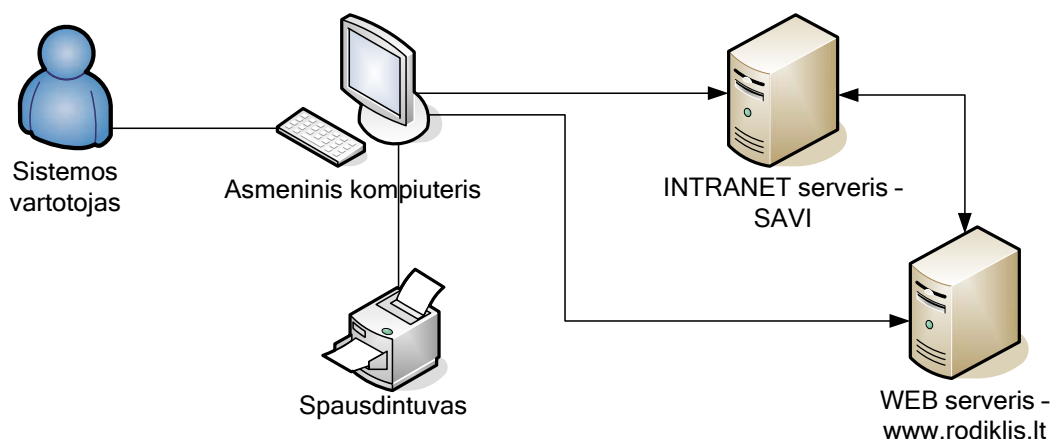 Sistemos
vartotojas
Asmeninis kompiuteris
INTRANET serveris –
SAVI
Spausdintuvas
WEB serveris –
www.rodiklis.lt